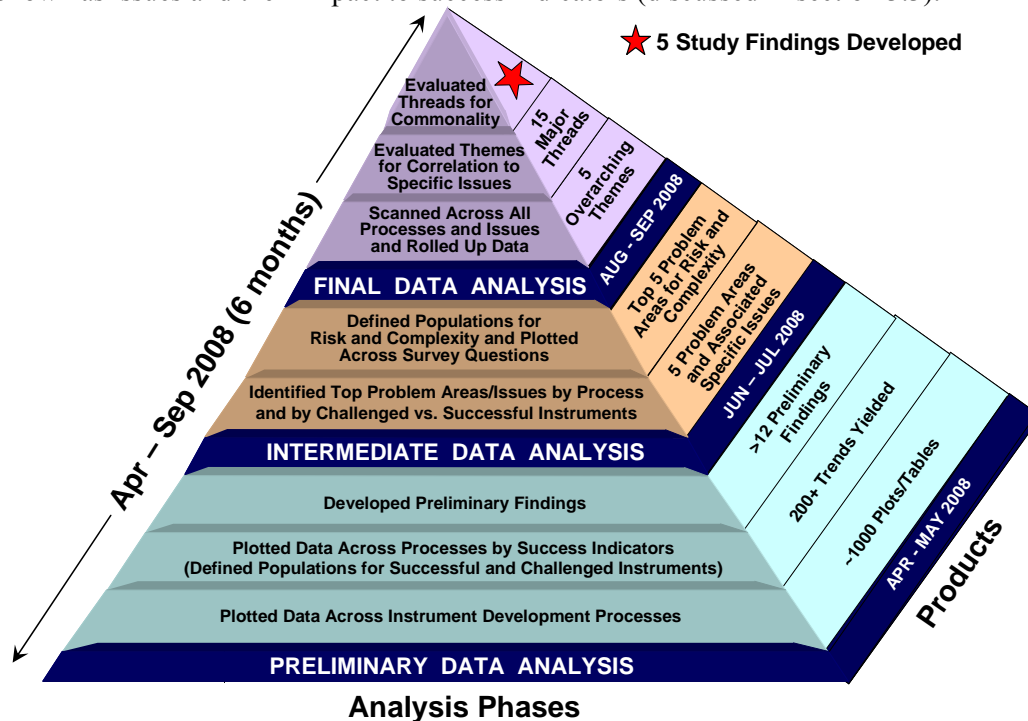 5 Study Findings Developed
Evaluated
Threads for
Commonality
15
Major
Threads
Evaluated Themes
for Correlation to
Specific Issues
5
Overarching
Themes
Scanned Across All
Processes and Issues
and Rolled Up Data
FINAL DATA ANALYSIS
AUG - SEP 2008
Defined Populations for
Risk and Complexity and Plotted
Across Survey Questions
Top 5 Problem
Areas for Risk and
Complexity
Identified Top Problem Areas/Issues by Process
and by Challenged vs. Successful Instruments
5 Problem Areas
and Associated
Specific Issues
INTERMEDIATE DATA ANALYSIS
JUN – JUL 2008
Developed Preliminary Findings
>12 Preliminary
Findings
Plotted Data Across Processes by Success Indicators
(Defined Populations for Successful and Challenged Instruments)
200+ Trends Yielded
Plotted Data Across Instrument Development Processes
~1000 Plots/Tables
PRELIMINARY DATA ANALYSIS
APR - MAY 2008
Apr – Sep 2008 (6 months)
Products
Analysis Phases